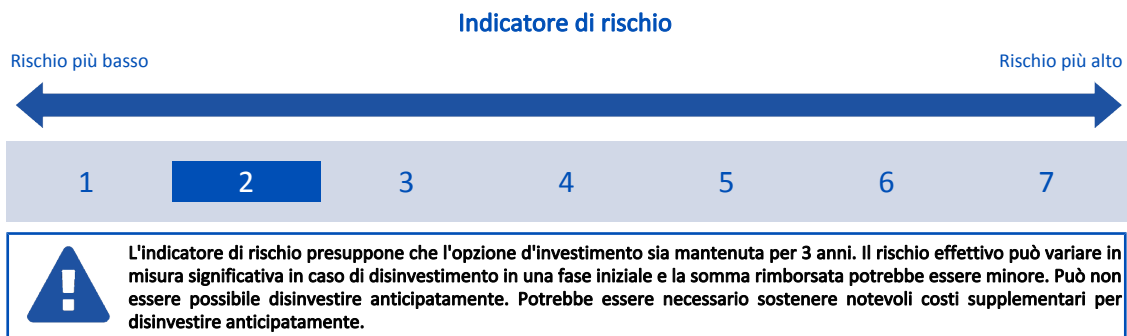 Indicatore di rischio
Rischio più basso Rischio più alto
1 2 3 4 5 6 7
L'indicatore di rischio presuppone che l'opzione d'investimento sia mantenuta per 3 anni. Il rischio effettivo può variare in
misura significativa in caso di disinvestimento in una fase iniziale e la somma rimborsata potrebbe essere minore. Può non
essere possibile disinvestire anticipatamente. Potrebbe essere necessario sostenere notevoli costi supplementari per
disinvestire anticipatamente.